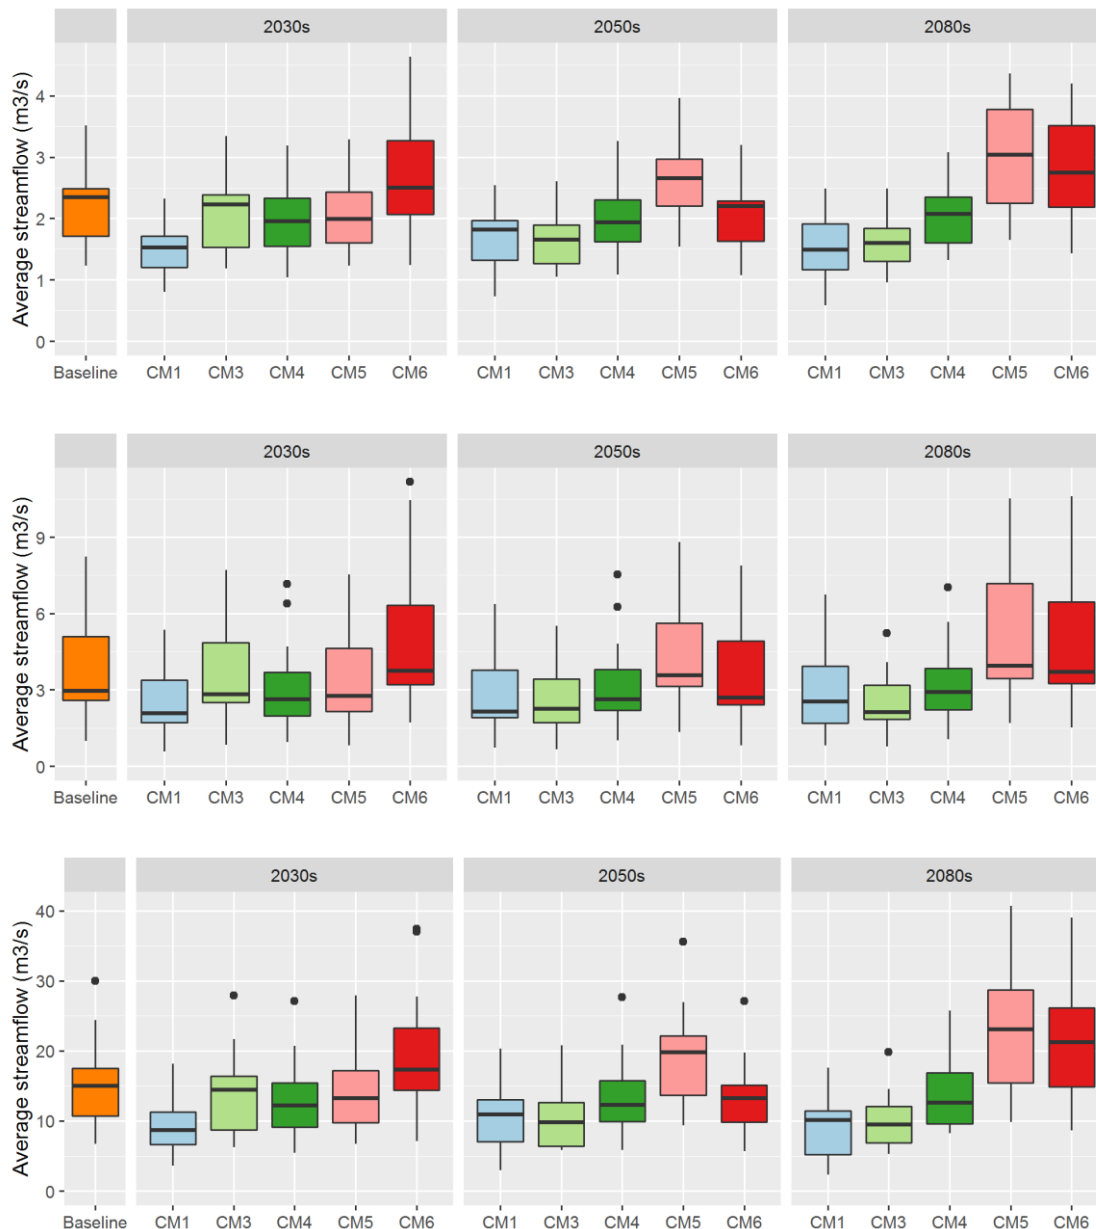 2030s 2050s 2080s
Average streamflow (m3/s)
4
3
2
1
0
Baseline CM1 CM3 CM4 CM5 CM6 CM1 CM3 CM4 CM5 CM6 CM1 CM3 CM4 CM5 CM6
2030s 2050s 2080s
Average streamflow (m3/s)
9
6
3
0
Baseline CM1 CM3 CM4 CM5 CM6 CM1 CM3 CM4 CM5 CM6 CM1 CM3 CM4 CM5 CM6
2030s 2050s 2080s
Average streamflow (m3/s)
40
30
20
10
0
Baseline CM1 CM3 CM4 CM5 CM6 CM1 CM3 CM4 CM5 CM6 CM1 CM3 CM4 CM5 CM6